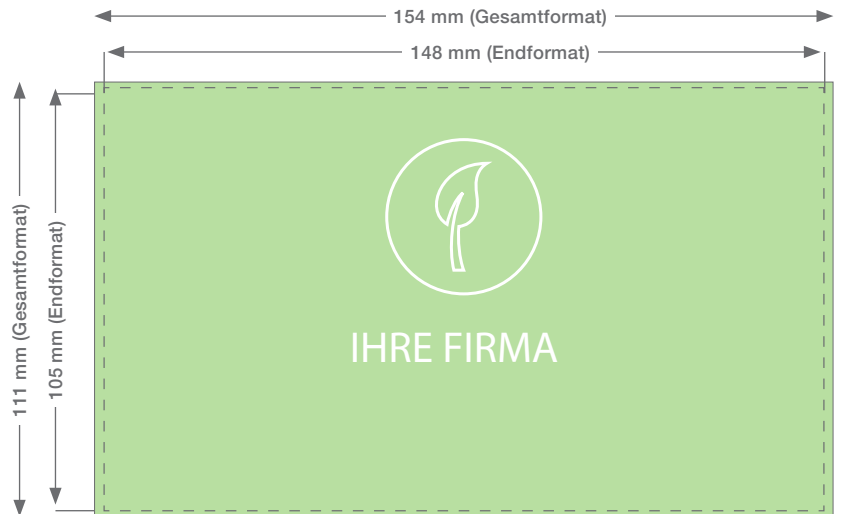 154 mm (Gesamtformat)
148 mm (Endformat)
111 mm (Gesamtformat)
105 mm (Endformat)
IHRE FIRMA